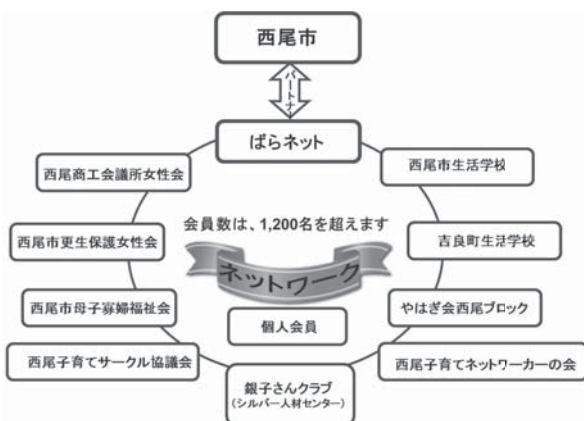 西尾市
パートナー
ばらネット
西尾商工会議所女性会
西尾市生活学校
会員数は、1,200名を超えます
西尾市更生保護女性会
吉良町生活学校
ネットワーク
西尾市母子寡婦福祉会
やはぎ会西尾ブロック
個人会員
西尾子育てサークル協議会
西尾子育てネットワーカーの会
銀子さんクラブ
(シルバー人材センター)